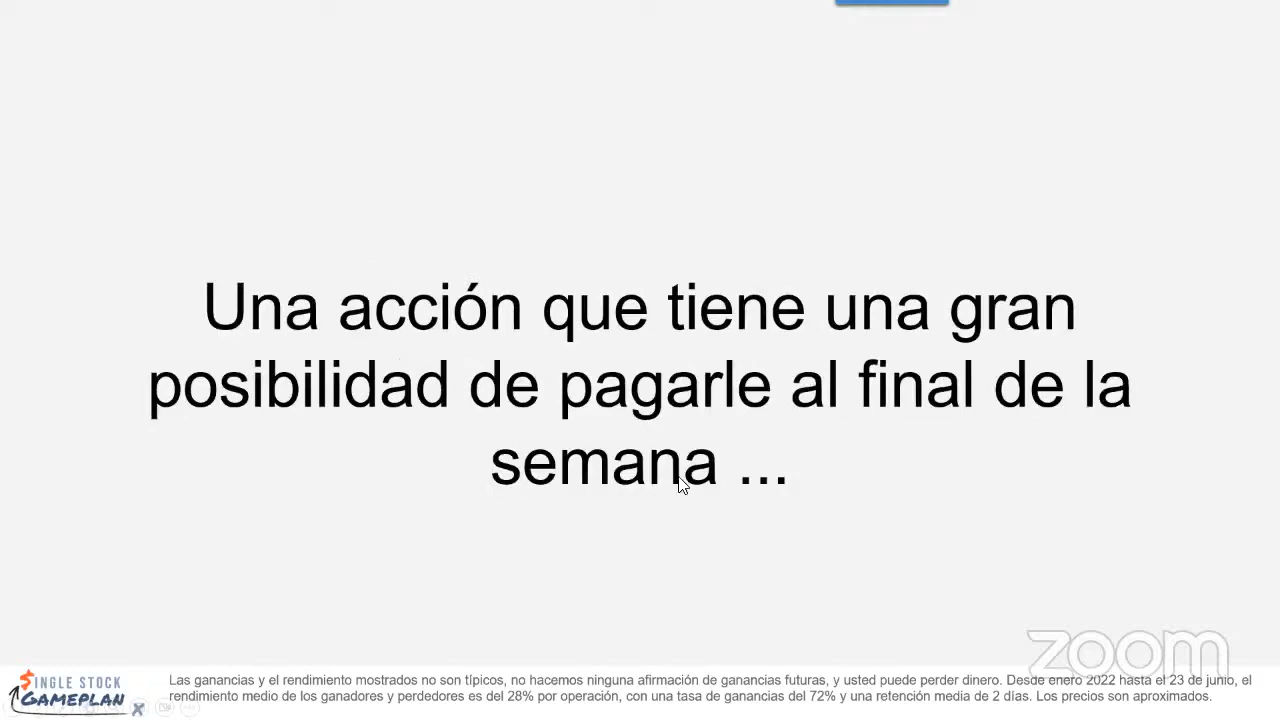 Una acción que tiene una gran
posibilidad de pagarle al final de la
semana ...
zoom
$INGLE STOCK
GAMEPLAN
Las ganancias y el rendimiento mostrados no son típicos, no hacemos ninguna afirmación de ganancias futuras, y usted puede perder dinero. Desde enero 2022 hasta el 23 de junio, el
rendimiento medio de los ganadores y perdedores es del 28% por operación, con una tasa de ganancias del 72% y una retención media de 2 días. Los precios son aproximados.